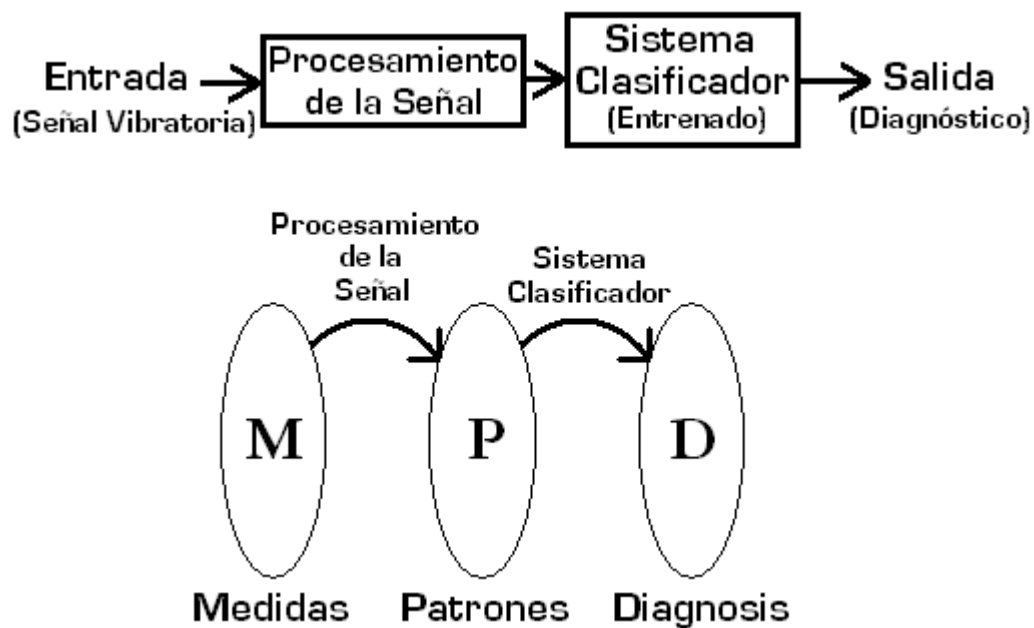 Entrada
(Señal Vibratoria)
Procesamiento
de la Señal
Sistema
Clasificador
(Entrenado)
Salida
(Diagnóstico)
Procesamiento
de la
Señal
Sistema
Clasificador
M
P
D
Medidas
Patrones
Diagnosis